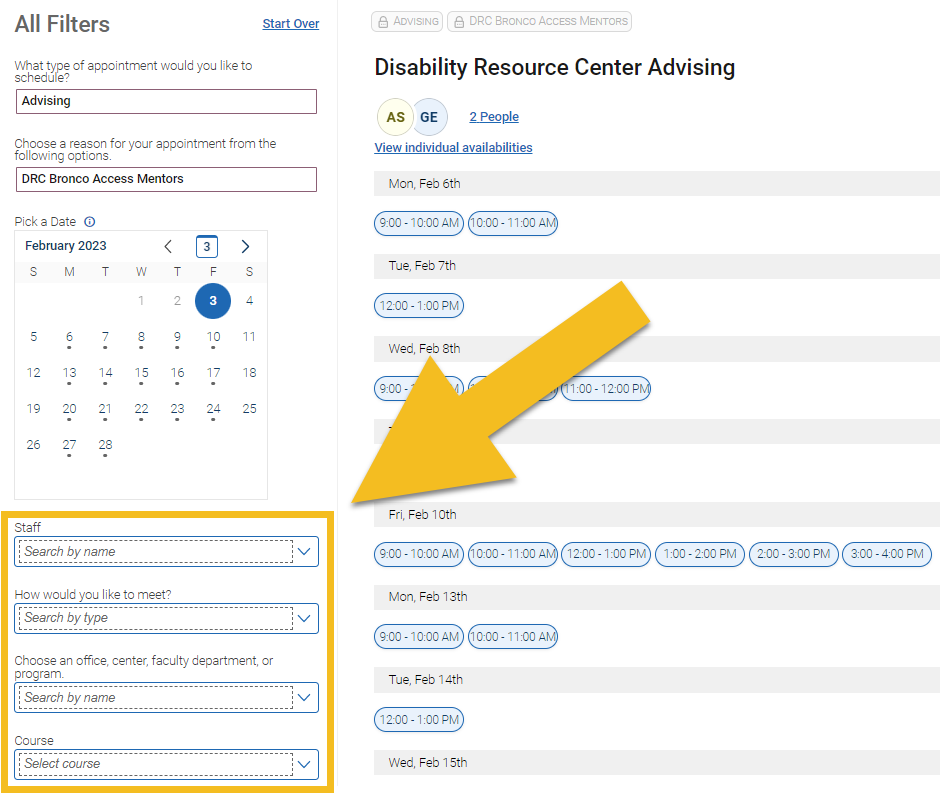 All Filters
Start Over
What type of appointment would you like to
schedule?
Advising
Choose a reason for your appointment from the
following options.
DRC Bronco Access Mentors
Pick a Date
February 2023
3
S M T W T F S
1 2 3 4
5 6 7 8 9 10 11
12 13 14 15 16 17 18
19 20 21 22 23 24 25
26 27 28
Staff
Search by name
How would you like to meet?
Search by type
Choose an office, center, faculty department, or
program.
Search by name
Course
Select course
ADVISING DRC BRONCO ACCESS MENTORS
Disability Resource Center Advising
AS GE 2 People
View individual availabilities
Mon, Feb 6th
9:00 - 10:00 AM 10:00 - 11:00 AM
Tue, Feb 7th
12:00 - 1:00 PM
Wed, Feb 8th
9:00 - 11:00 - 12:00 PM
Fri, Feb 10th
9:00 - 10:00 AM 10:00 - 11:00 AM 12:00 - 1:00 PM 1:00 - 2:00 PM 2:00 - 3:00 PM 3:00 - 4:00 PM
Mon, Feb 13th
9:00 - 10:00 AM 10:00 - 11:00 AM
Tue, Feb 14th
12:00 - 1:00 PM
Wed, Feb 15th